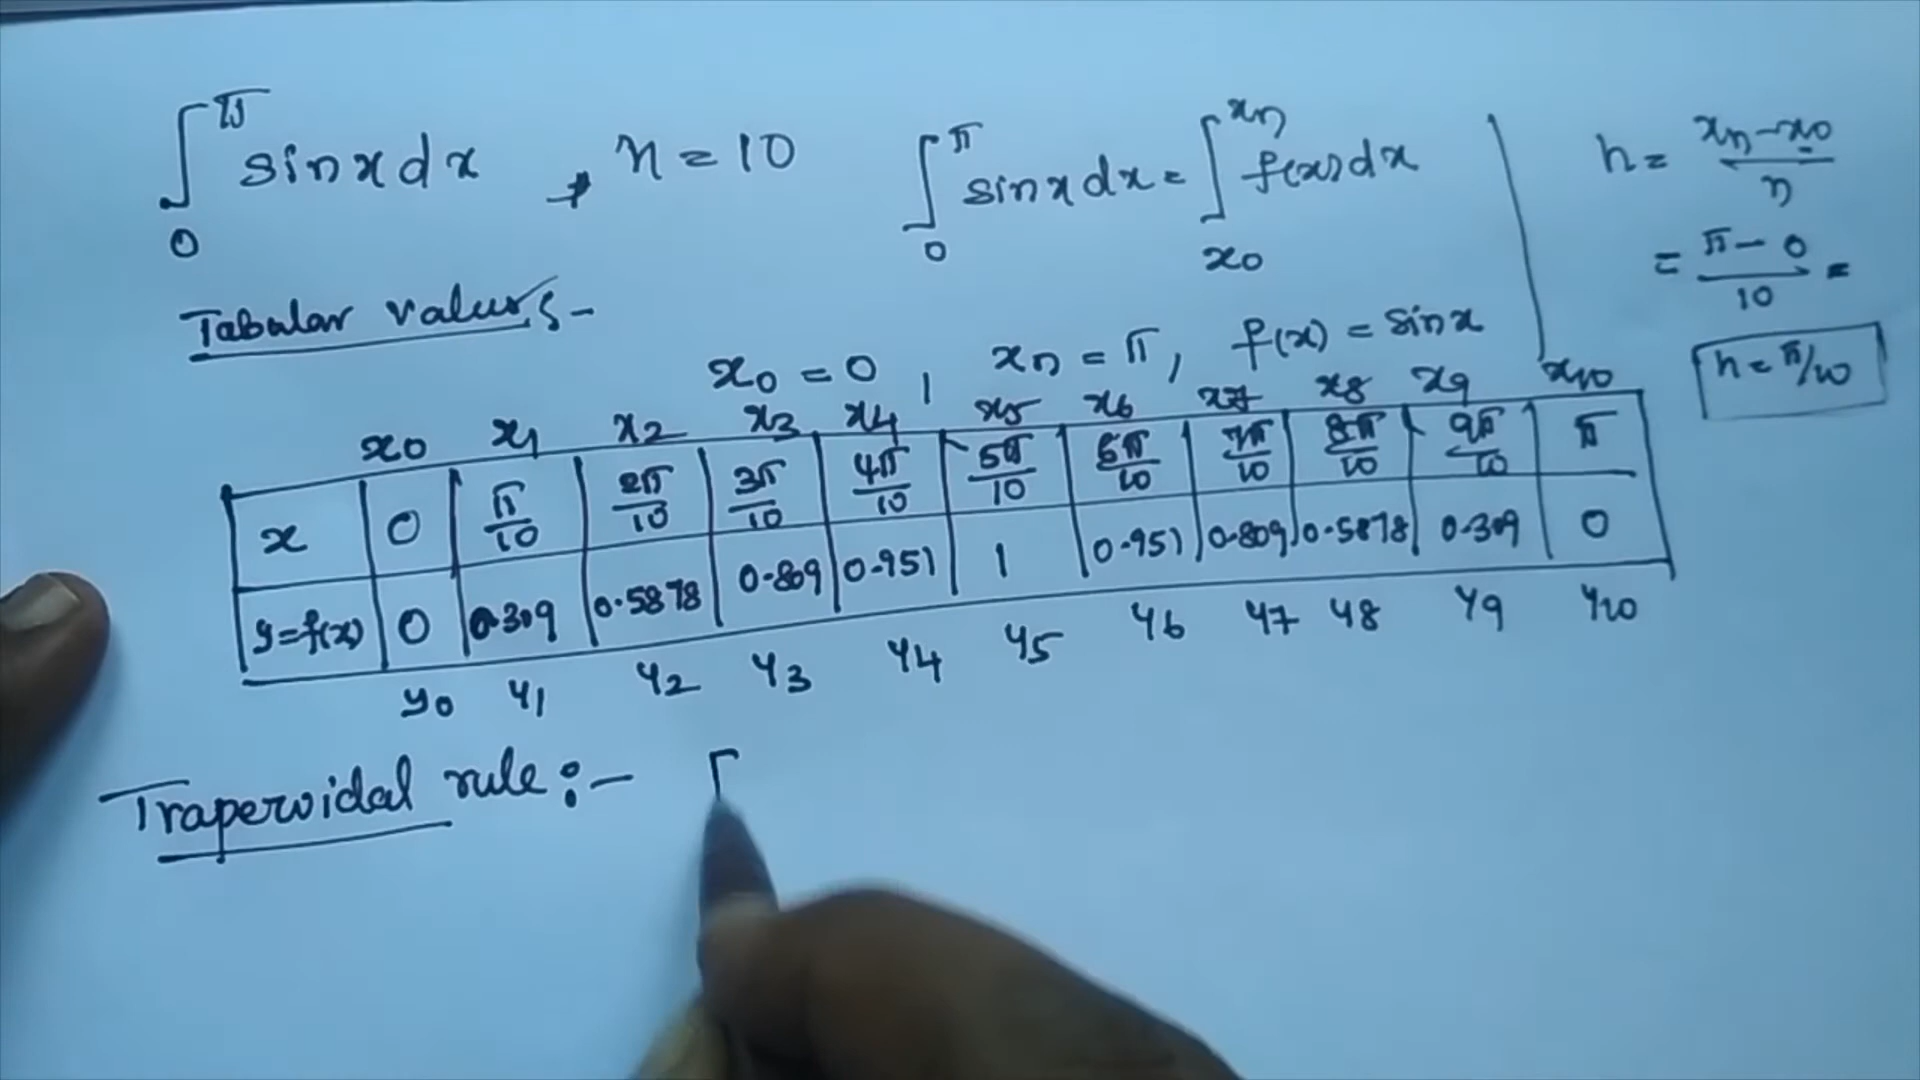 ∫₀^π sinx dx , n = 10
∫₀^π sinx dx = ∫_{x0}^{xn} f(x) dx
h = (xn - x0)/n
= (π - 0)/10 =
h = π/10
Tabular values:-
x0 = 0 , xn = π , f(x) = sinx
x0 x1 x2 x3 x4 x5 x6 x7 x8 x9 x10
x 0 π/10 2π/10 3π/10 4π/10 5π/10 6π/10 7π/10 8π/10 9π/10 π
y=f(x) 0 0.309 0.5878 0.809 0.951 1 0.951 0.809 0.5878 0.309 0
y0 y1 y2 y3 y4 y5 y6 y7 y8 y9 y10
Traperoidal rule :-